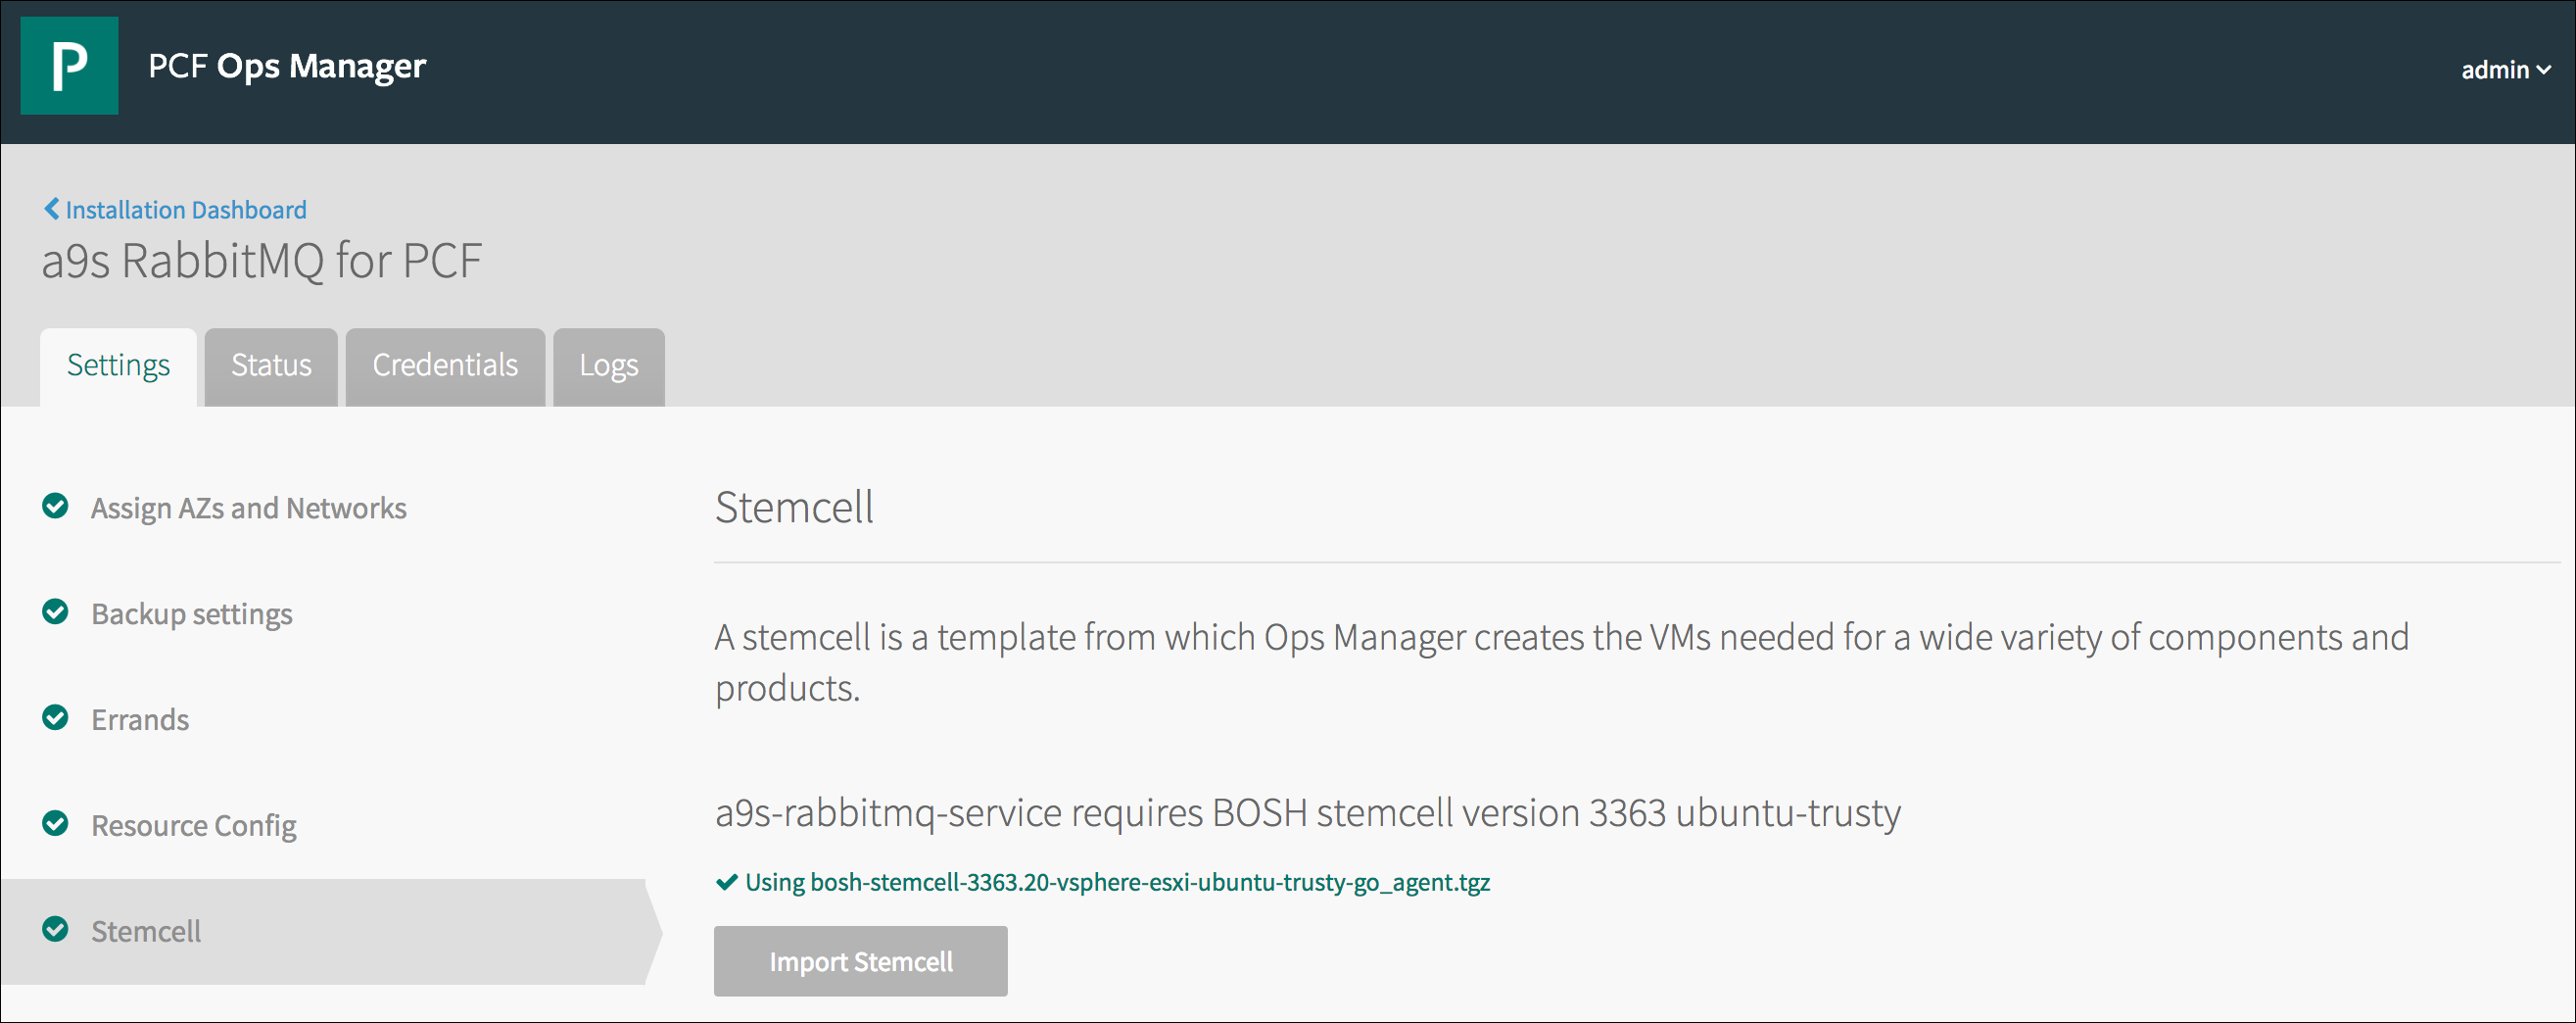 P
PCF Ops Manager
admin
Installation Dashboard
a9s RabbitMQ for PCF
Settings
Status
Credentials
Logs
Assign AZs and Networks
Backup settings
Errands
Resource Config
Stemcell
Stemcell
A stemcell is a template from which Ops Manager creates the VMs needed for a wide variety of components and
products.
a9s-rabbitmq-service requires BOSH stemcell version 3363 ubuntu-trusty
Using bosh-stemcell-3363.20-vsphere-esxi-ubuntu-trusty-go_agent.tgz
Import Stemcell